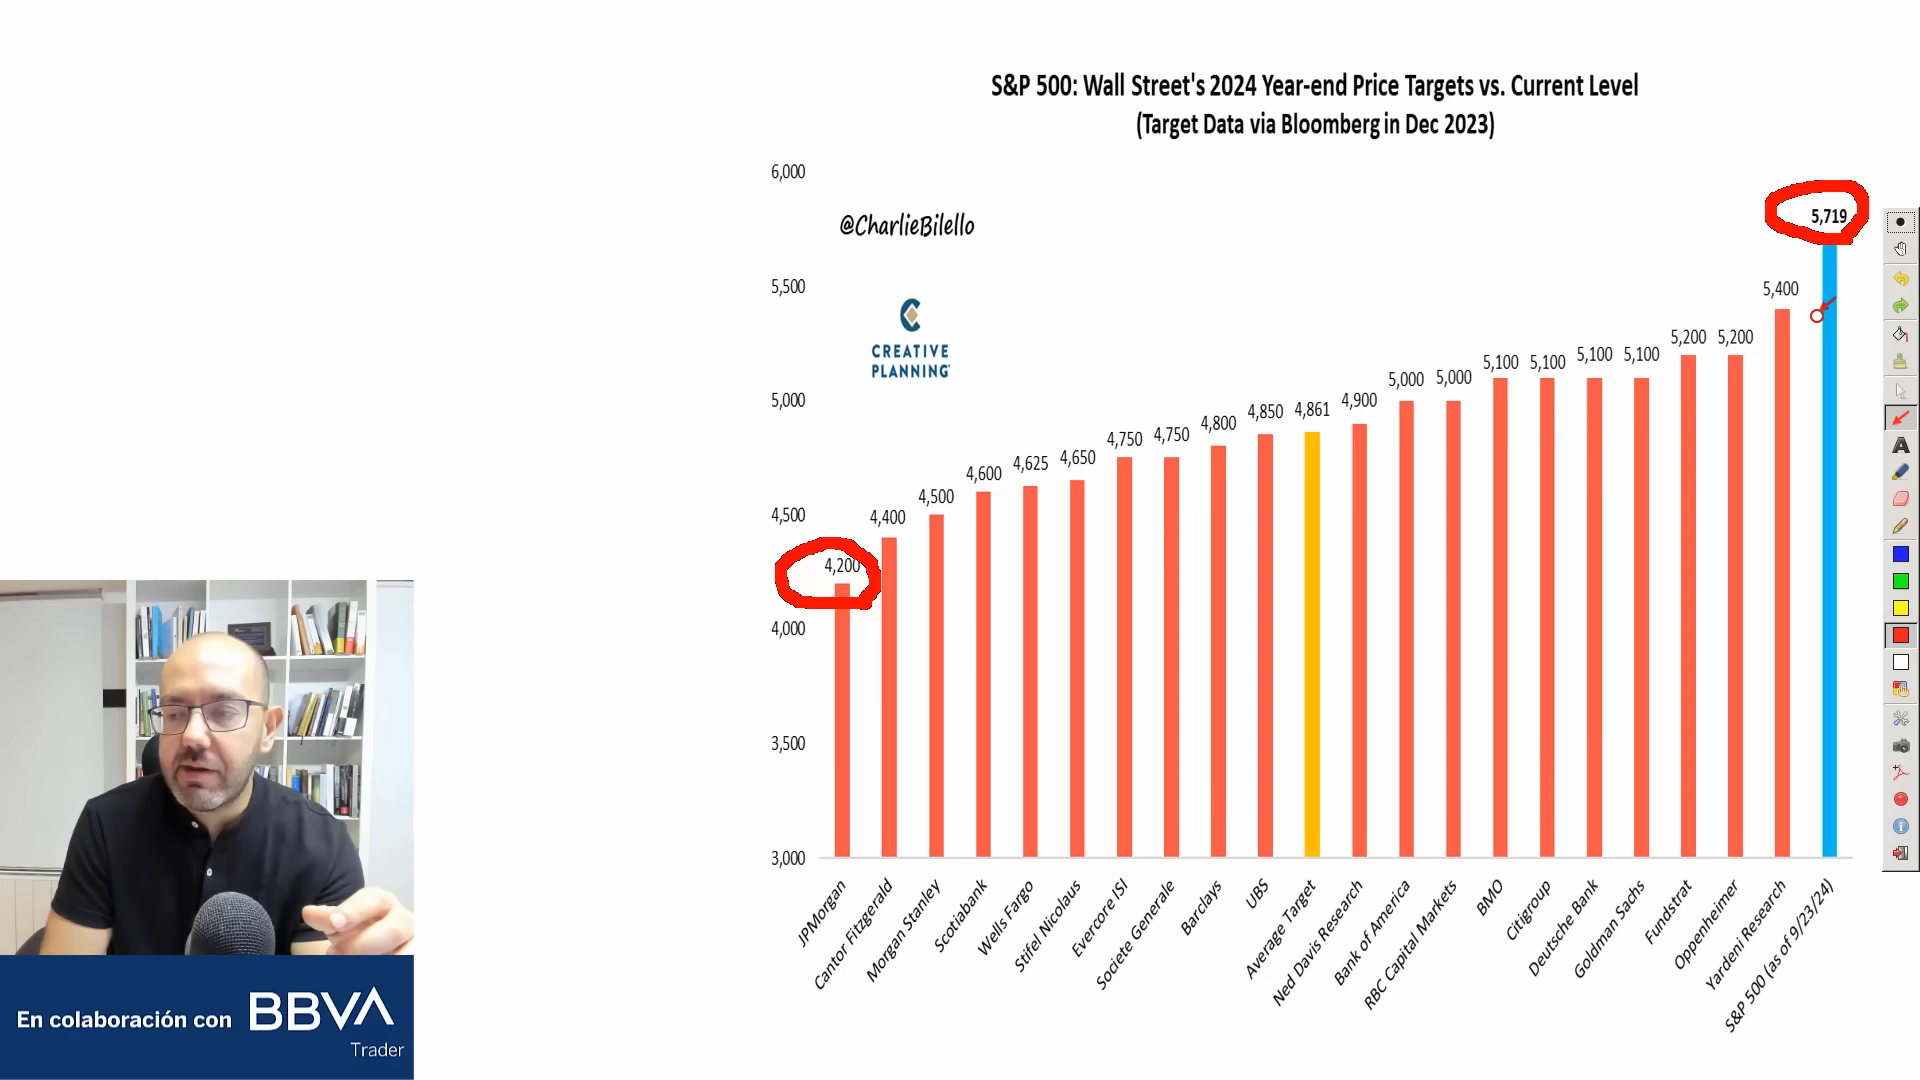 S&P 500: Wall Street's 2024 Year-end Price Targets vs. Current Level
(Target Data via Bloomberg in Dec 2023)
@CharlieBilello
CREATIVE
PLANNING
6,000
5,500
5,000
4,500
4,000
3,500
3,000
4,200
4,400
4,500
4,600
4,625
4,650
4,750
4,750
4,800
4,850
4,861
4,900
5,000
5,000
5,100
5,100
5,100
5,100
5,200
5,200
5,400
5,719
JPMorgan
Cantor Fitzgerald
Morgan Stanley
Scotiabank
Wells Fargo
Stifel Nicolaus
Evercore ISI
Societe Generale
Barclays
UBS
Average Target
Ned Davis Research
Bank of America
RBC Capital Markets
BMO
Citigroup
Deutsche Bank
Goldman Sachs
Fundstrat
Oppenheimer
Yardeni Research
S&P 500 (as of 9/23/24)
En colaboración con BBVA
Trader